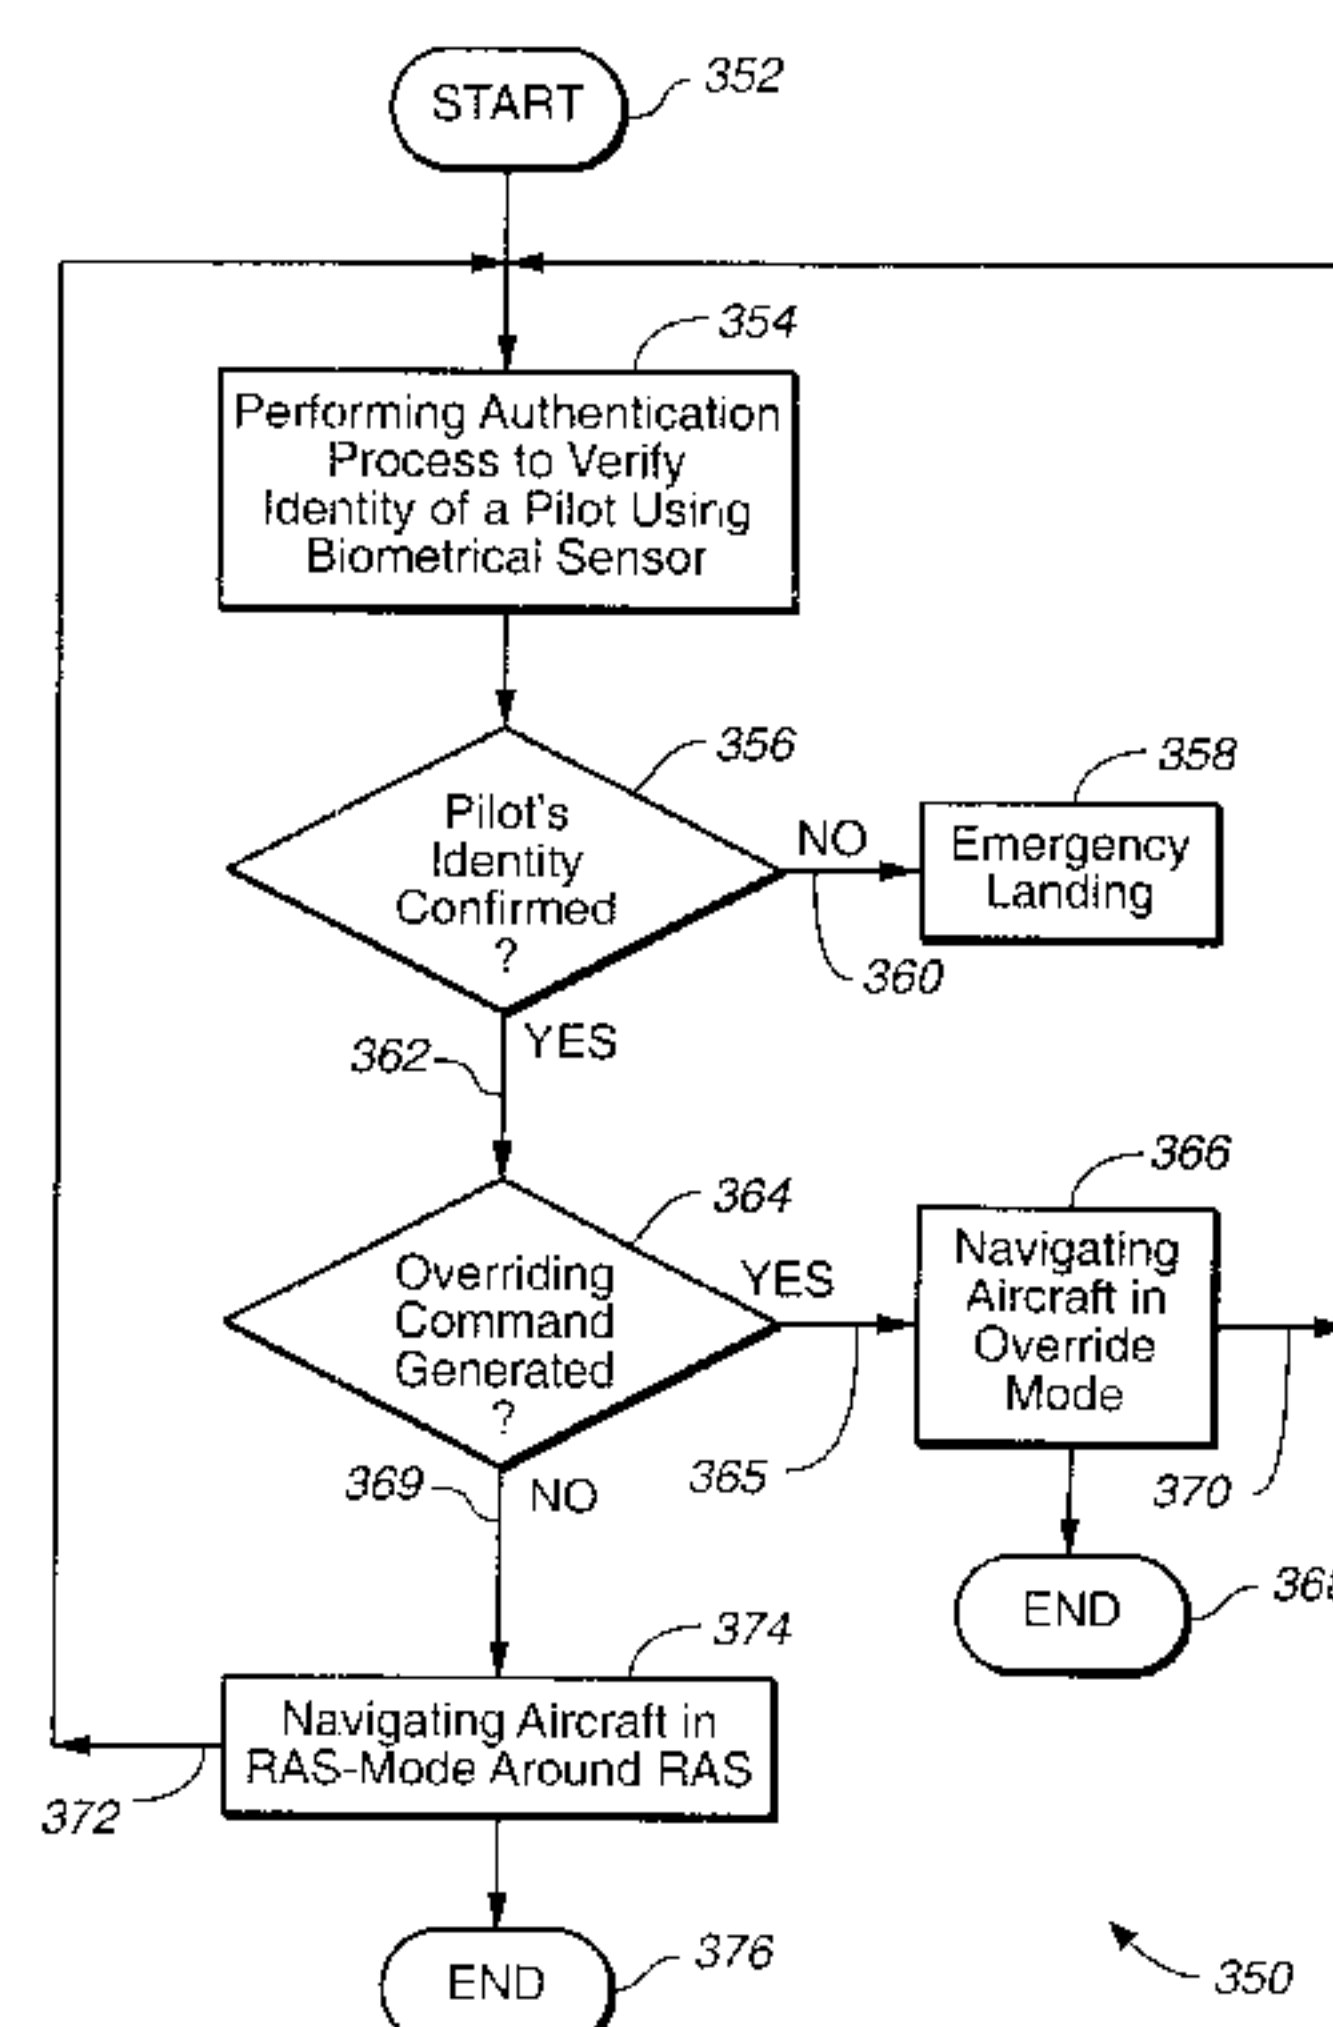 START
352
354
Performing Authentication
Process to Verify
Identity of a Pilot Using
Biometrical Sensor
356
Pilot's
Identity
Confirmed
?
NO
358
Emergency
Landing
360
YES
362
364
Overriding
Command
Generated
?
YES
365
366
Navigating
Aircraft in
Override
Mode
370
END
369
NO
374
Navigating Aircraft in
RAS-Mode Around RAS
372
END
376
350